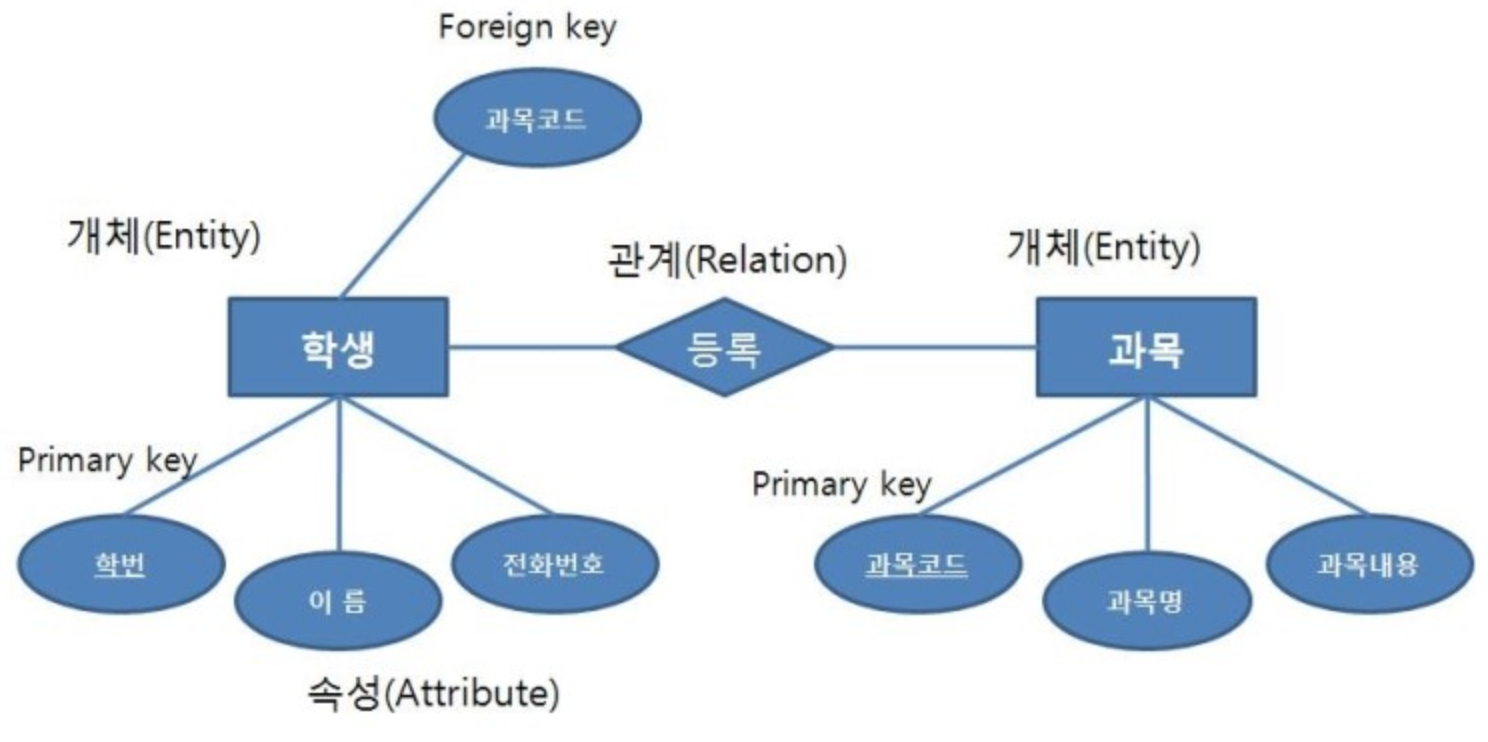 Foreign key
과목코드
개체(Entity)
관계(Relation)
개체(Entity)
학생
등록
과목
Primary key
Primary key
학번
이 름
전화번호
과목코드
과목명
과목내용
속성(Attribute)